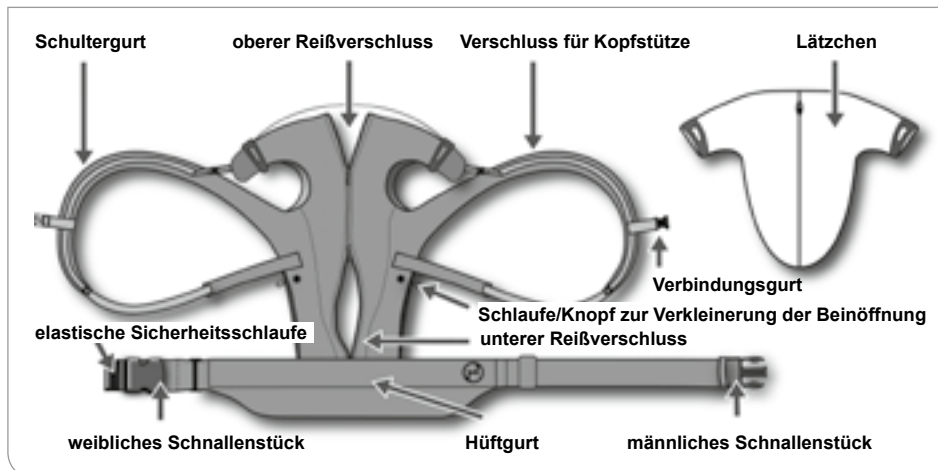 Schultergurt
oberer Reißverschluss
Verschluss für Kopfstütze
Lätzchen
Verbindungsgurt
Schlaufe/Knopf zur Verkleinerung der Beinöffnung
elastische Sicherheitsschlaufe
unterer Reißverschluss
weibliches Schnallenstück
Hüftgurt
männliches Schnallenstück